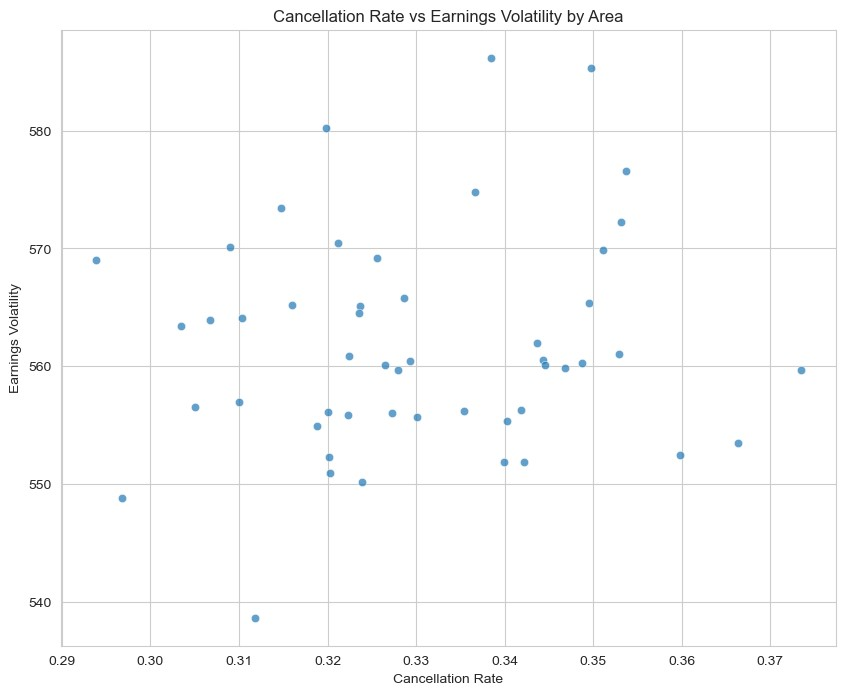 Cancellation Rate vs Earnings Volatility by Area
580
570
560
550
540
Earnings Volatility
0.29 0.30 0.31 0.32 0.33 0.34 0.35 0.36 0.37
Cancellation Rate